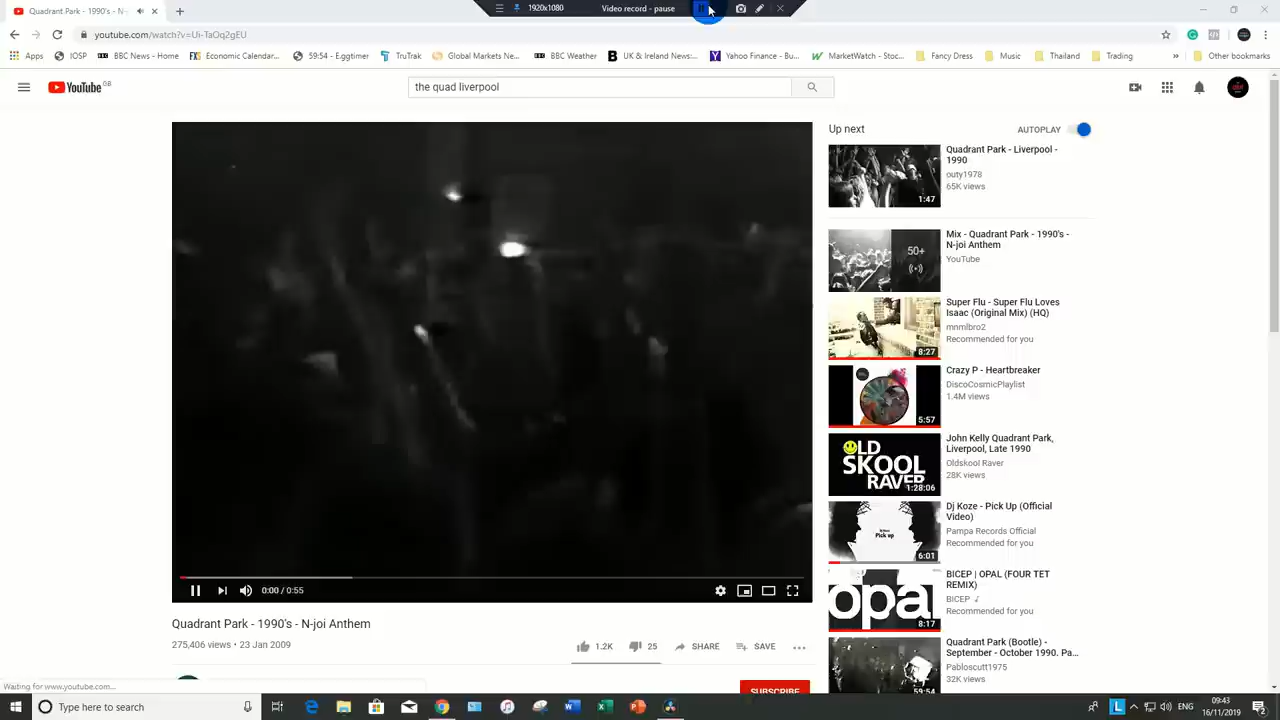 1920x1080
Video record - pause
Quadrant Park - 1990's - N-
youtube.com/watch?v=Ui-TaOq2gEU
Apps
IOSP
BBC News - Home
Economic Calendar...
59:54 - Eggtimer
TruTrak
Global Market Ne...
BBC Weather
UK & Ireland News:...
Yahoo Finance - Bu...
MarketWatch - Stoc...
Dance
Music
Thailand
Trading
»
Other bookmarks
YouTube GB
the quad liverpool
Up next
AUTOPLAY
Quadrant Park - Liverpool -
1990
outy1978
65K views
1:47
Mix - Quadrant Park - 1990's -
N-joi Anthem
YouTube
50+
Super Flu - Super Flu Loves
Isaac (Original Mix) (HQ)
mnmlbro2
Recommended for you
8:27
Crazy P - Heartbreaker
DiscoCosmicPlaylist
1.4M views
5:57
John Kelly Quadrant Park,
Liverpool, Late 1990
Oldskool Raver
28K views
OLD
SKOOL
RAVER
1:28:06
Dj Koze - Pick Up (Official
Video)
Pampa Records Official
Recommended for you
Pick up
6:01
BICEP | OPAL (FOUR TET
REMIX)
BICEP
Recommended for you
opal
8:17
Quadrant Park (Bootle) -
September - October 1990. Pa...
Pabloscutt1975
32K views
59:54
0:00 / 0:55
Quadrant Park - 1990's - N-joi Anthem
275,406 views • 23 Jan 2009
1.2K
25
SHARE
SAVE
SUBSCRIBE
Waiting for www.youtube.com...
Type here to search
ENG
09:43
16/11/2019